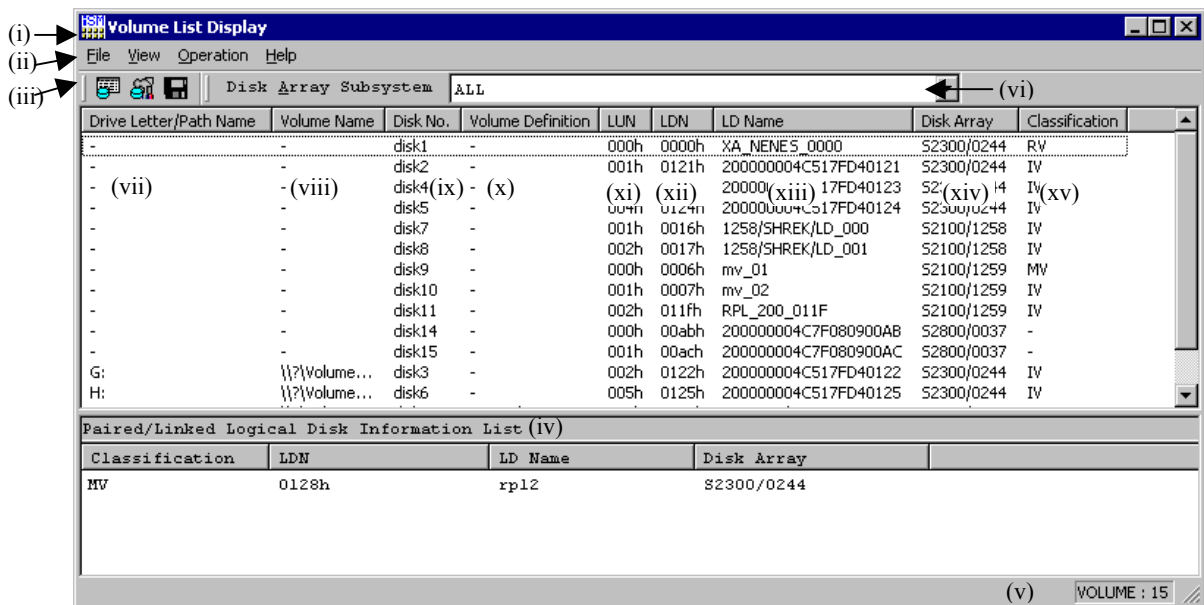 (i) Volume List Display
(ii) File View Operation Help
(iii) Disk Array Subsystem ALL (vi)
Drive Letter/Path Name Volume Name Disk No. Volume Definition LUN LDN LD Name Disk Array Classification
- - disk1 - 000h 0000h XA_NENES_0000 S2300/0244 RV
- - disk2 - 001h 0121h 200000004C517FD40121 S2300/0244 IV
- (vii) - (viii) disk4 (ix) - (x) (xi) (xii) (xiii) 17FD40123 (xiv) IV (xv)
- - disk5 - 004h 0124h 200000004C517FD40124 S2300/0244 IV
- - disk7 - 001h 0016h 1258/SHREK/LD_000 S2100/1258 IV
- - disk8 - 002h 0017h 1258/SHREK/LD_001 S2100/1258 IV
- - disk9 - 000h 0006h mv_01 S2100/1259 MV
- - disk10 - 001h 0007h mv_02 S2100/1259 IV
- - disk11 - 002h 011fh RPL_200_011F S2100/1259 IV
- - disk14 - 000h 00abh 200000004C7F080900AB S2800/0037 -
- - disk15 - 001h 00ach 200000004C7F080900AC S2800/0037 -
G: \\?\Volume... disk3 - 002h 0122h 200000004C517FD40122 S2300/0244 IV
H: \\?\Volume... disk6 - 005h 0125h 200000004C517FD40125 S2300/0244 IV
Paired/Linked Logical Disk Information List (iv)
Classification LDN LD Name Disk Array
MV 0128h rpl2 S2300/0244
(v) VOLUME : 15